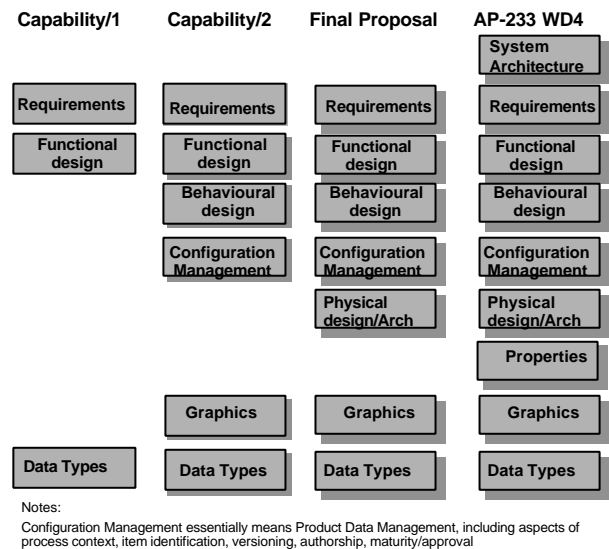 Capability/1 Capability/2 Final Proposal AP-233 WD4
System
Architecture
Requirements Requirements Requirements Requirements
Functional Functional Functional Functional
design design design design
Behavioural Behavioural Behavioural
design design design
Configuration Configuration Configuration
Management Management Management
Physical Physical
design/Arch design/Arch
Properties
Graphics Graphics Graphics
Data Types Data Types Data Types Data Types
Notes:
Configuration Management essentially means Product Data Management, including aspects of
process context, item identification, versioning, authorship, maturity/approval